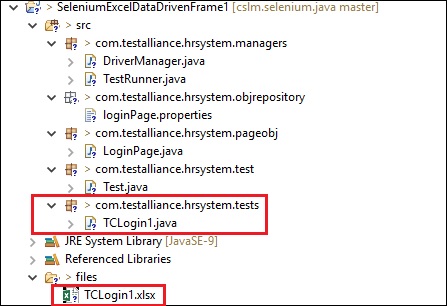 SeleniumExcelDataDrivenFrame1 [cslm.selenium.java master]
> src
> com.testalliance.hrsystem.managers
DriverManager.java
TestRunner.java
> com.testalliance.hrsystem.objrepository
loginPage.properties
> com.testalliance.hrsystem.pageobj
LoginPage.java
> com.testalliance.hrsystem.test
Test.java
> com.testalliance.hrsystem.tests
TCLogin1.java
JRE System Library [JavaSE-9]
Referenced Libraries
> files
TCLogin1.xlsx